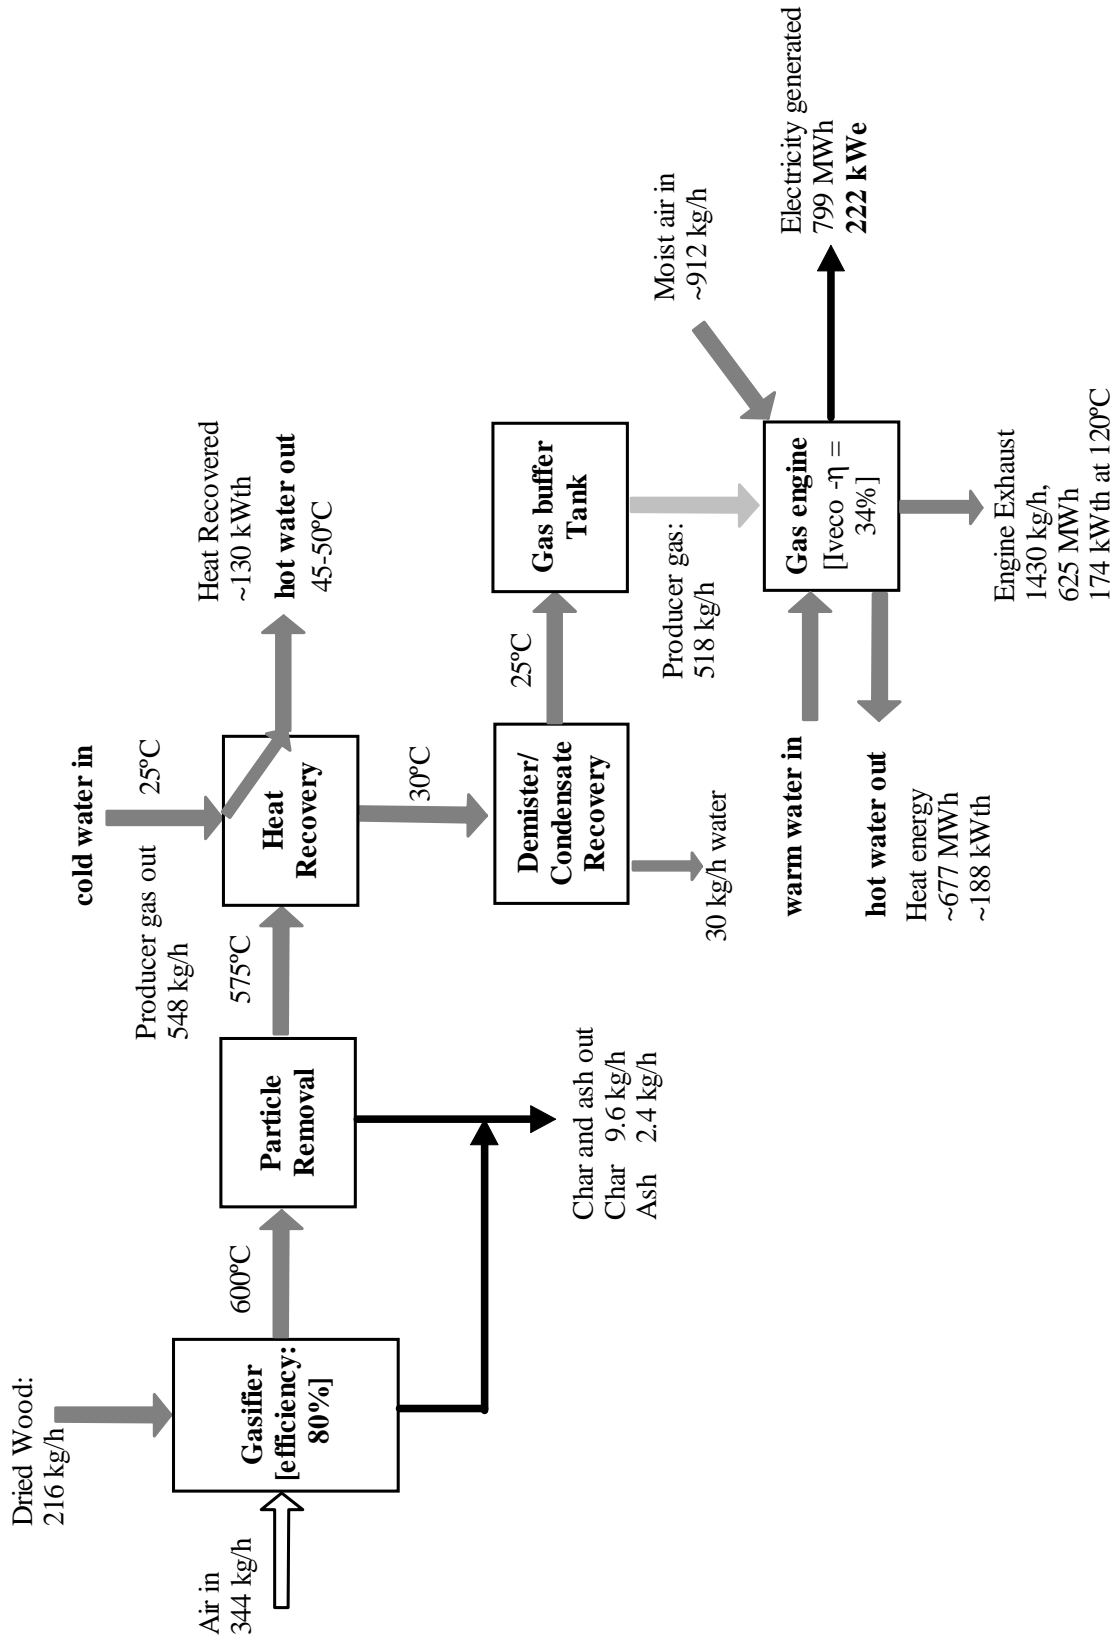 Dried Wood:
216 kg/h
Air in
344 kg/h
Gasifier
[efficiency:
80%]
600ºC
Particle
Removal
Char and ash out
Char 9.6 kg/h
Ash 2.4 kg/h
575ºC
Producer gas out
548 kg/h
cold water in
25ºC
Heat
Recovery
Heat Recovered
~130 kWth
hot water out
45-50ºC
30ºC
Demister/
Condensate
Recovery
30 kg/h water
25ºC
Gas buffer
Tank
Producer gas:
518 kg/h
Moist air in
~912 kg/h
warm water in
Gas engine
[Iveco -η =
34%]
hot water out
Heat energy
~677 MWh
~188 kWth
Electricity generated
799 MWh
222 kWe
Engine Exhaust
1430 kg/h,
625 MWh
174 kWth at 120ºC